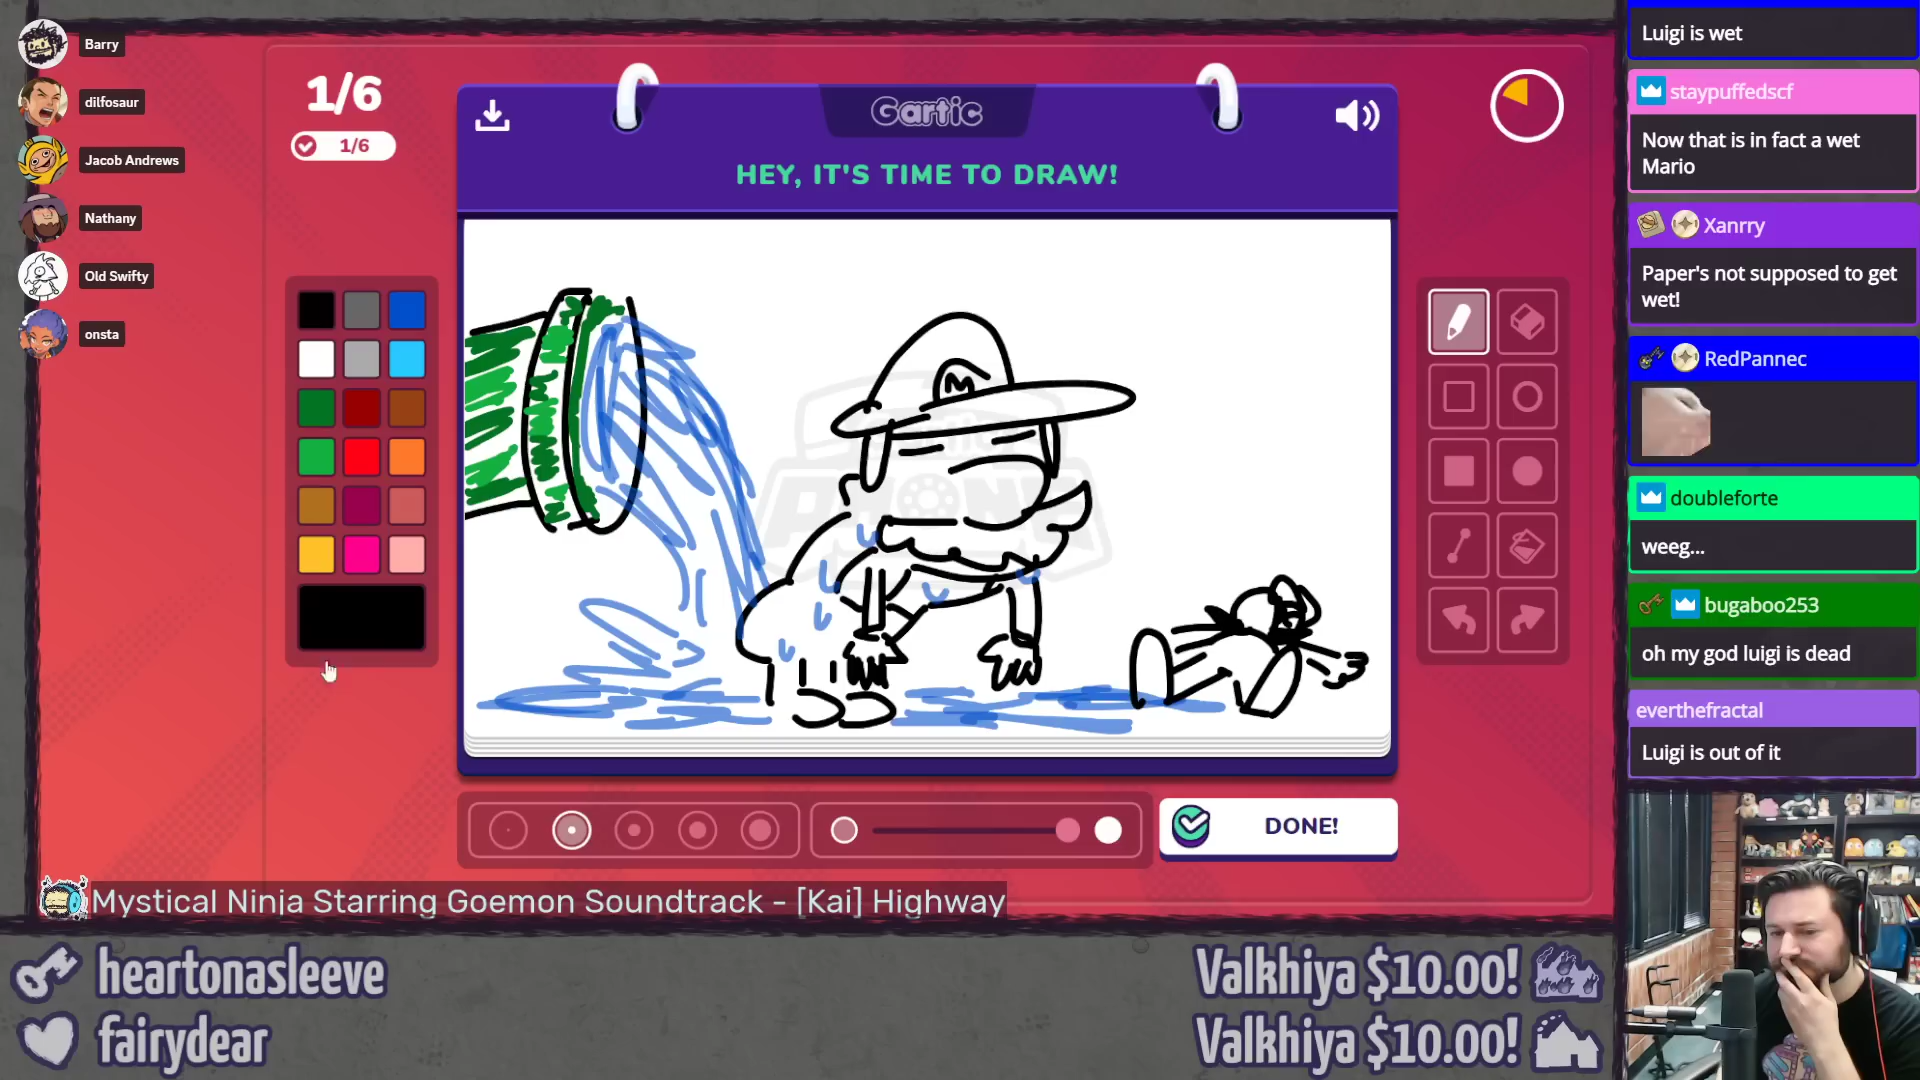 Barry
dilfosaur
Jacob Andrews
Nathany
Old Swifty
onsta
1/6
1/6
Gartic
HEY, IT'S TIME TO DRAW!
M
Gartic
PHONE
DONE!
Mystical Ninja Starring Goemon Soundtrack - [Kai] Highway
heartonasleeve
fairydear
Valkhiya $10.00!
Valkhiya $10.00!
Luigi is wet
staypuffedscf
Now that is in fact a wet
Mario
Xanrry
Paper's not supposed to get
wet!
RedPannec
doubleforte
weeg...
bugaboo253
oh my god luigi is dead
everthefractal
Luigi is out of it